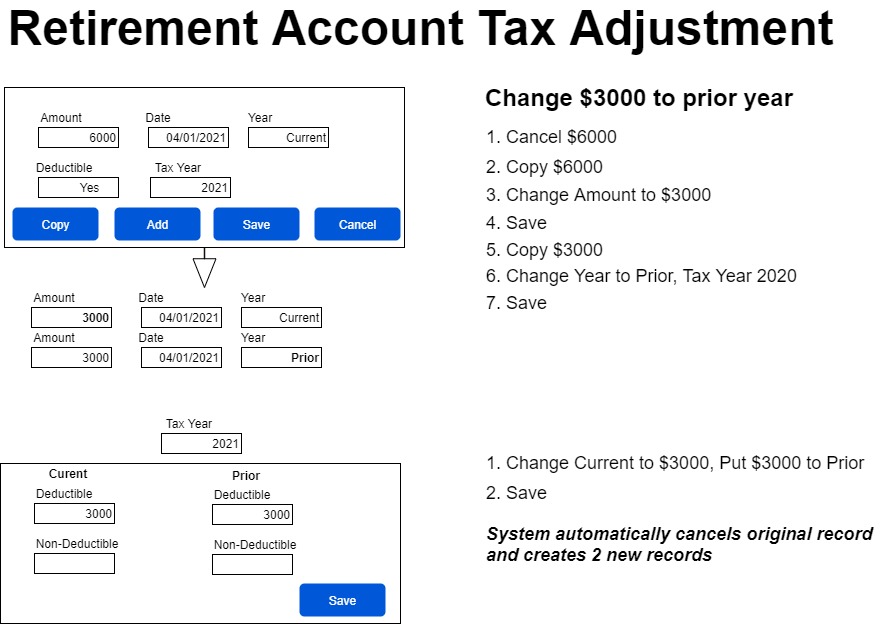 Retirement Account Tax Adjustment
Change $3000 to prior year
Amount Date Year
6000 04/01/2021 Current
Deductible Tax Year
Yes 2021
Copy Add Save Cancel
1. Cancel $6000
2. Copy $6000
3. Change Amount to $3000
4. Save
5. Copy $3000
6. Change Year to Prior, Tax Year 2020
7. Save
Amount Date Year
3000 04/01/2021 Current
Amount Date Year
3000 04/01/2021 Prior
Tax Year
2021
Curent Prior
Deductible Deductible
3000 3000
Non-Deductible Non-Deductible
Save
1. Change Current to $3000, Put $3000 to Prior
2. Save
System automatically cancels original record
and creates 2 new records